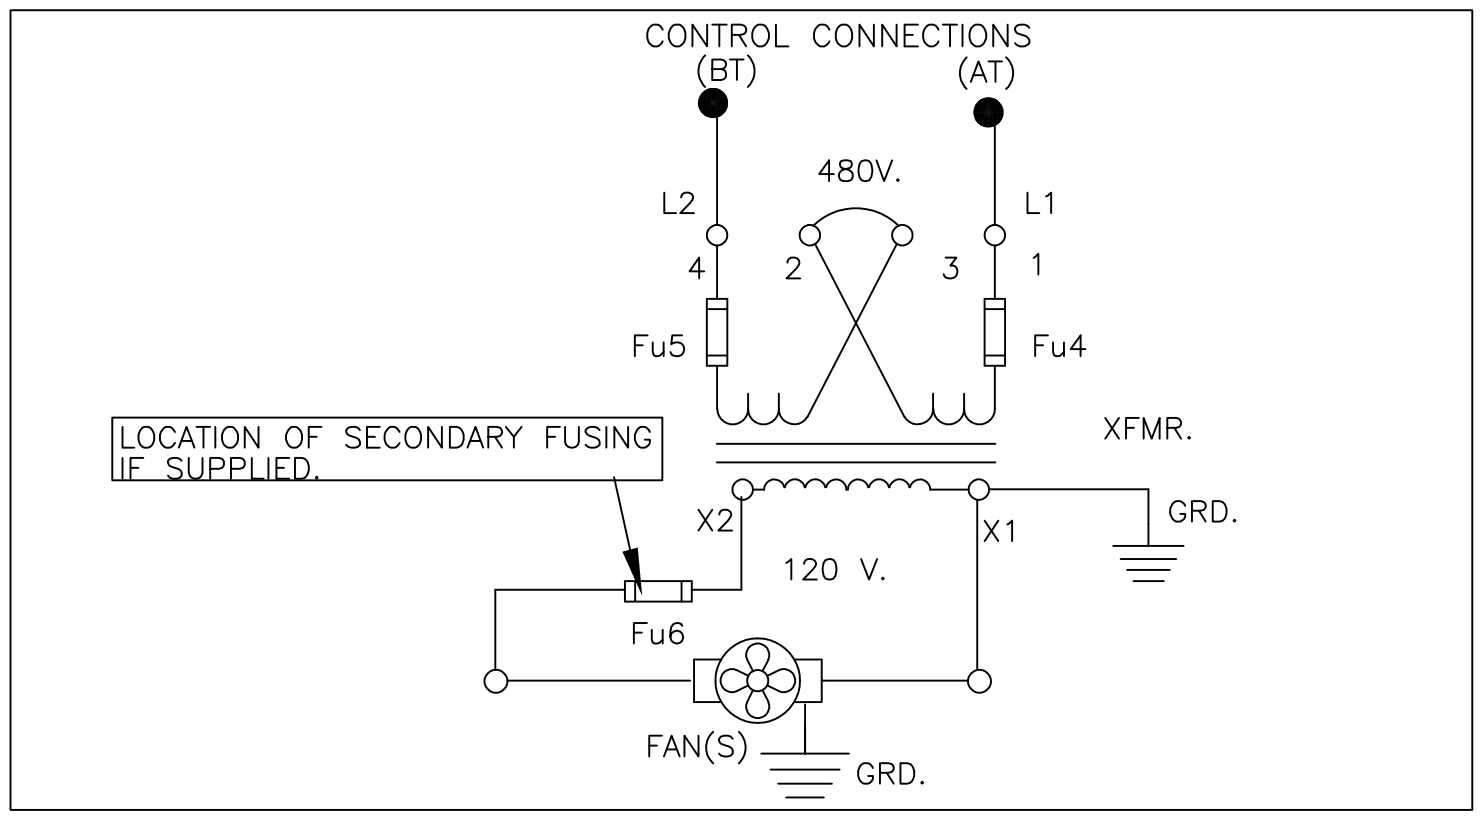 CONTROL CONNECTIONS
(BT)
(AT)
480V.
L2
L1
4
2
3
1
Fu5
Fu4
XFMR.
LOCATION OF SECONDARY FUSING
IF SUPPLIED.
X2
X1
GRD.
120 V.
Fu6
FAN(S)
GRD.